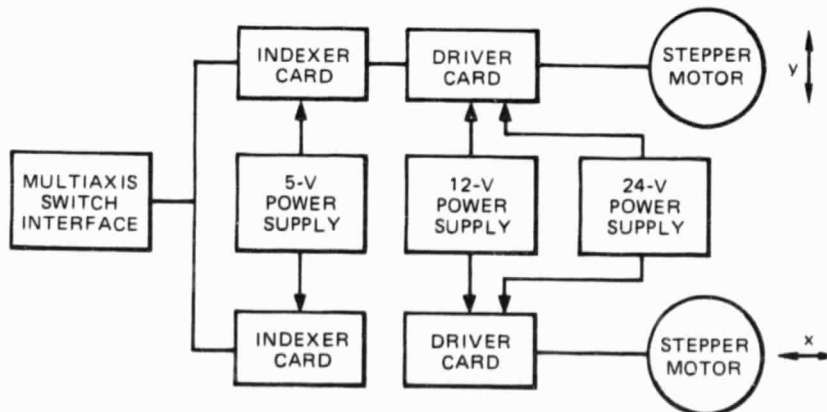 INDEXER
CARD
DRIVER
CARD
STEPPER
MOTOR
y
MULTIAXIS
SWITCH
INTERFACE
5-V
POWER
SUPPLY
12-V
POWER
SUPPLY
24-V
POWER
SUPPLY
INDEXER
CARD
DRIVER
CARD
STEPPER
MOTOR
x